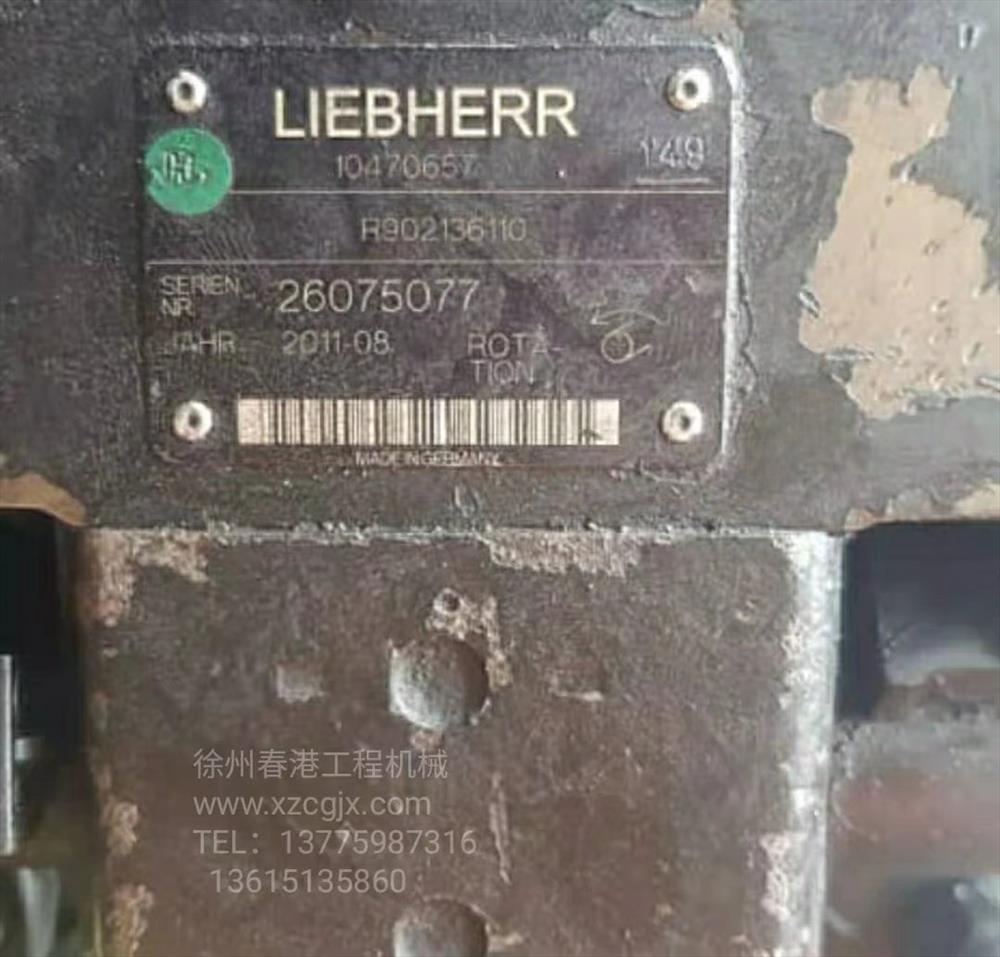 LIEBHERR
10470657
149
R902136110
SERIEN
NR.
26075077
JAHR 2011-08
ROTA-
TION
MADE IN GERMANY
徐州春港工程机械
www.xzcgjx.com
TEL：13775987316
13615135860